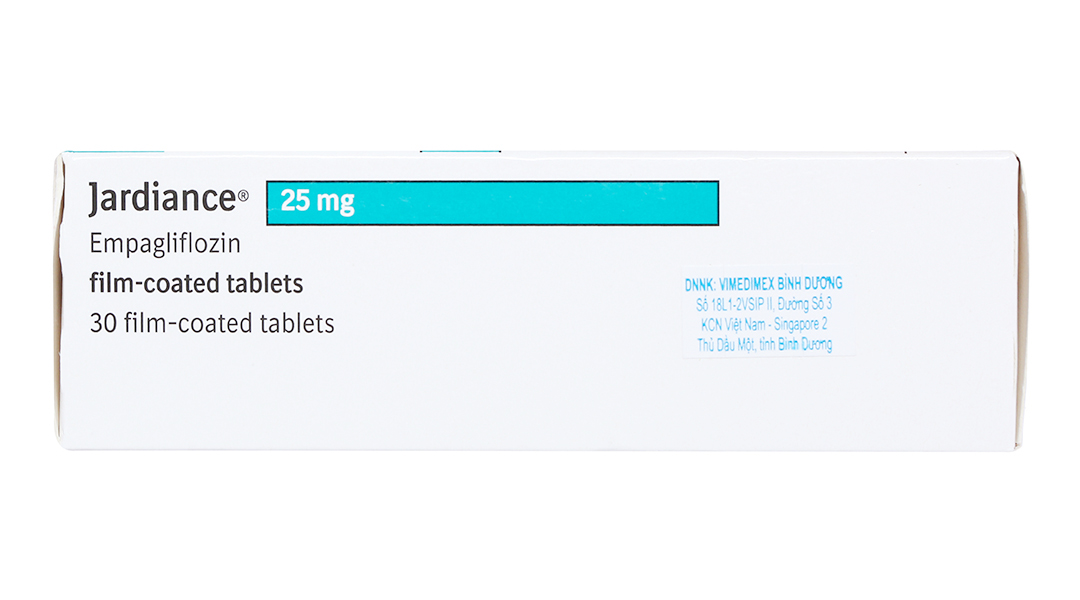 Jardiance® 25 mg
Empagliflozin
film-coated tablets
30 film-coated tablets
DNNK: VIMEDIMEX BÌNH DƯƠNG
Số 18L1-2VSIP II, Đường Số 3
KCN Việt Nam - Singapore 2
Thủ Dầu Một, tỉnh Bình Dương